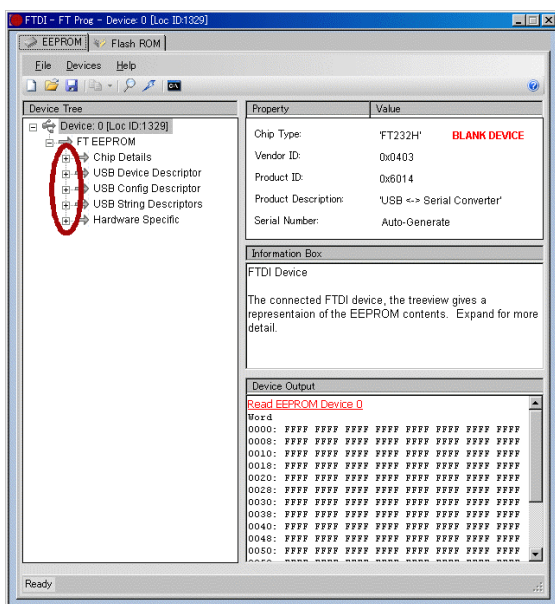 FTDI - FT Prog - Device: 0 [Loc ID:1329]
EEPROM Flash ROM
File Devices Help
Device Tree
Device: 0 [Loc ID:1329]
FT EEPROM
Chip Details
USB Device Descriptor
USB Config Descriptor
USB String Descriptors
Hardware Specific
Property Value
Chip Type: 'FT232H' BLANK DEVICE
Vendor ID: 0x0403
Product ID: 0x6014
Product Description: 'USB <-> Serial Converter'
Serial Number: Auto-Generate
Information Box
FTDI Device
The connected FTDI device, the treeview gives a
representaion of the EEPROM contents. Expand for more
detail.
Device Output
Read EEPROM Device 0
Word
0000: FFFF FFFF FFFF FFFF FFFF FFFF FFFF FFFF
0008: FFFF FFFF FFFF FFFF FFFF FFFF FFFF FFFF
0010: FFFF FFFF FFFF FFFF FFFF FFFF FFFF FFFF
0018: FFFF FFFF FFFF FFFF FFFF FFFF FFFF FFFF
0020: FFFF FFFF FFFF FFFF FFFF FFFF FFFF FFFF
0028: FFFF FFFF FFFF FFFF FFFF FFFF FFFF FFFF
0030: FFFF FFFF FFFF FFFF FFFF FFFF FFFF FFFF
0038: FFFF FFFF FFFF FFFF FFFF FFFF FFFF FFFF
0040: FFFF FFFF FFFF FFFF FFFF FFFF FFFF FFFF
0048: FFFF FFFF FFFF FFFF FFFF FFFF FFFF FFFF
0050: FFFF FFFF FFFF FFFF FFFF FFFF FFFF FFFF
Ready